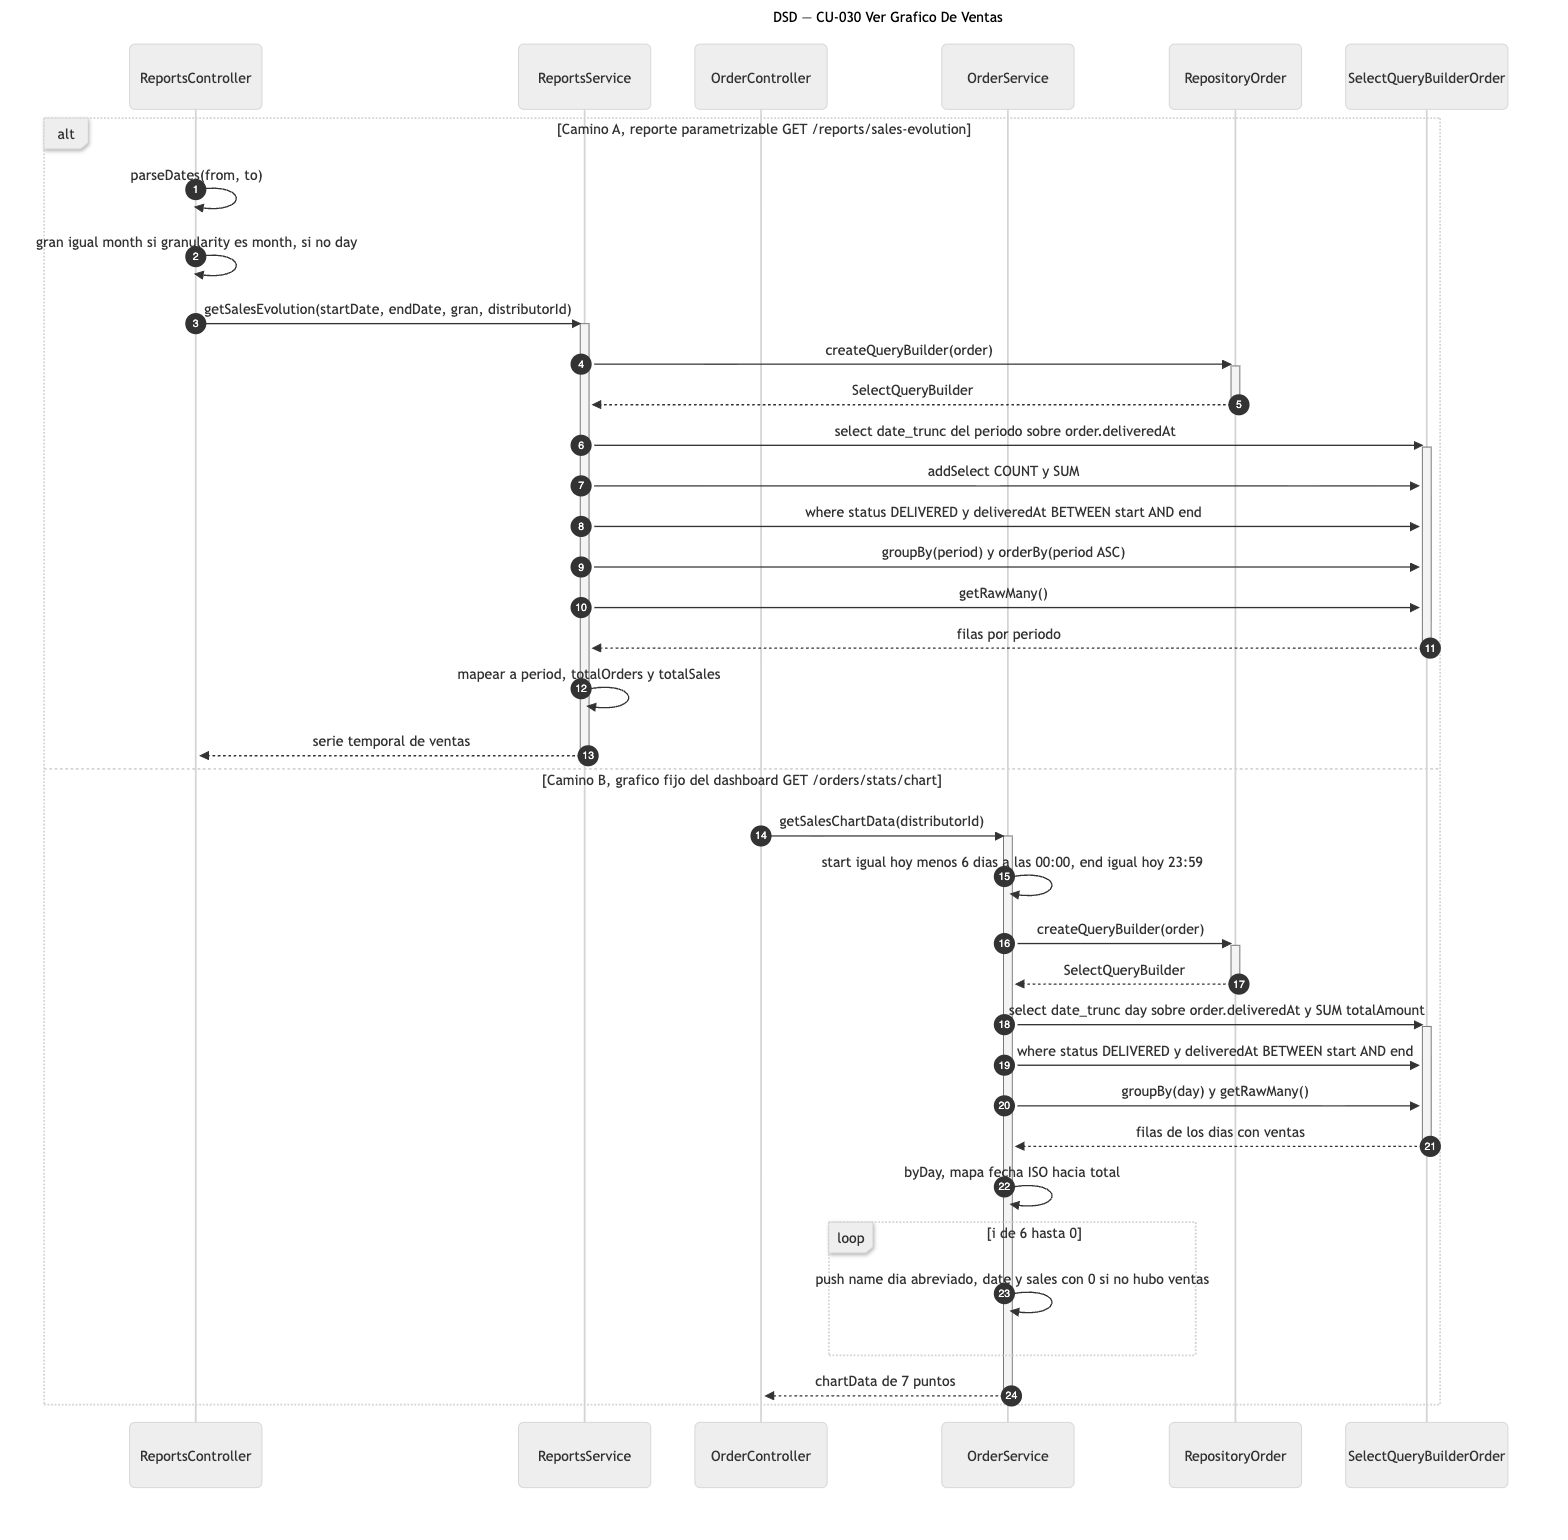 DSD — CU-030 Ver Grafico De Ventas
ReportsController
ReportsService
OrderController
OrderService
RepositoryOrder
SelectQueryBuilderOrder
alt
[Camino A, reporte parametrizable GET /reports/sales-evolution]
parseDates(from, to)
1
gran igual month si granularity es month, si no day
2
getSalesEvolution(startDate, endDate, gran, distributorId)
3
createQueryBuilder(order)
4
SelectQueryBuilder
5
select date_trunc del periodo sobre order.deliveredAt
6
addSelect COUNT y SUM
7
where status DELIVERED y deliveredAt BETWEEN start AND end
8
groupBy(period) y orderBy(period ASC)
9
getRawMany()
10
filas por periodo
11
mapear a period, totalOrders y totalSales
12
serie temporal de ventas
13
[Camino B, grafico fijo del dashboard GET /orders/stats/chart]
getSalesChartData(distributorId)
14
start igual hoy menos 6 dias a las 00:00, end igual hoy 23:59
15
createQueryBuilder(order)
16
SelectQueryBuilder
17
select date_trunc day sobre order.deliveredAt y SUM totalAmount
18
where status DELIVERED y deliveredAt BETWEEN start AND end
19
groupBy(day) y getRawMany()
20
filas de los dias con ventas
21
byDay, mapa fecha ISO hacia total
22
loop
[i de 6 hasta 0]
push name dia abreviado, date y sales con 0 si no hubo ventas
23
chartData de 7 puntos
24
ReportsController
ReportsService
OrderController
OrderService
RepositoryOrder
SelectQueryBuilderOrder